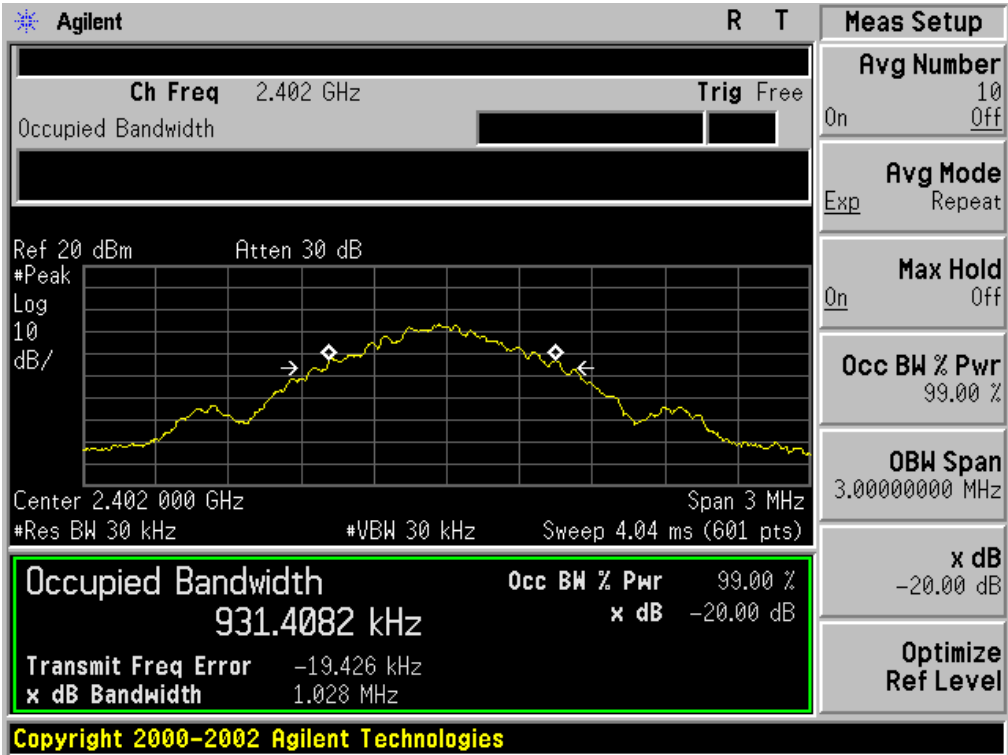 Agilent R T Meas Setup
Ch Freq 2.402 GHz Trig Free
Occupied Bandwidth
Ref 20 dBm Atten 30 dB
#Peak
Log
10
dB/
Center 2.402 000 GHz Span 3 MHz
#Res BW 30 kHz #VBW 30 kHz Sweep 4.04 ms (601 pts)
Occupied Bandwidth Occ BW % Pwr 99.00 %
931.4082 kHz x dB -20.00 dB
Transmit Freq Error -19.426 kHz
x dB Bandwidth 1.028 MHz
Avg Number
10
On Off
Avg Mode
Exp Repeat
Max Hold
On Off
Occ BW % Pwr
99.00 %
OBW Span
3.00000000 MHz
x dB
-20.00 dB
Optimize
Ref Level
Copyright 2000-2002 Agilent Technologies